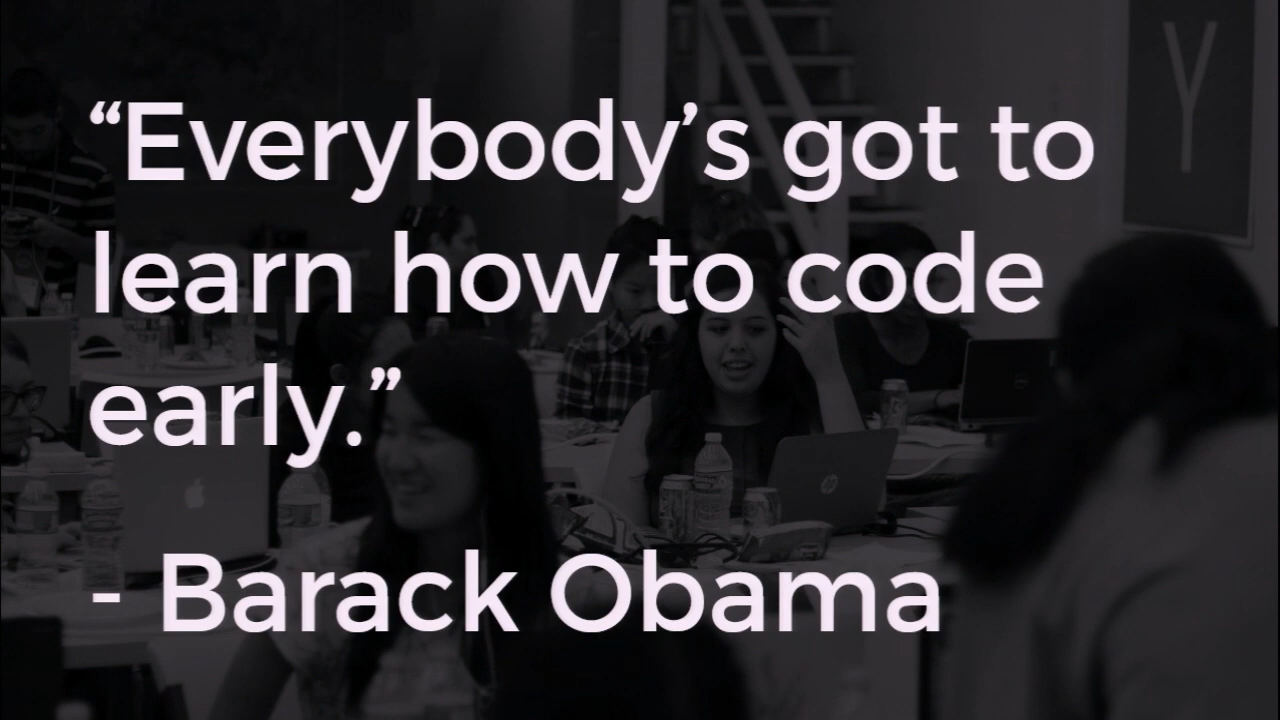 “Everybody’s got to
learn how to code
early.”
- Barack Obama
Y